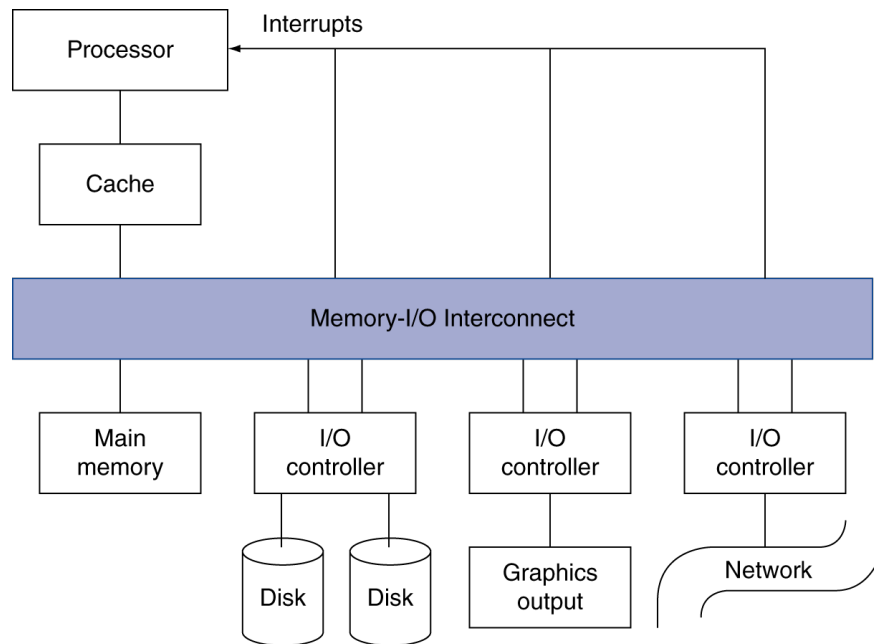 Interrupts
Processor
Cache
Memory-I/O Interconnect
Main
memory
I/O
controller
I/O
controller
I/O
controller
Disk
Disk
Graphics
output
Network